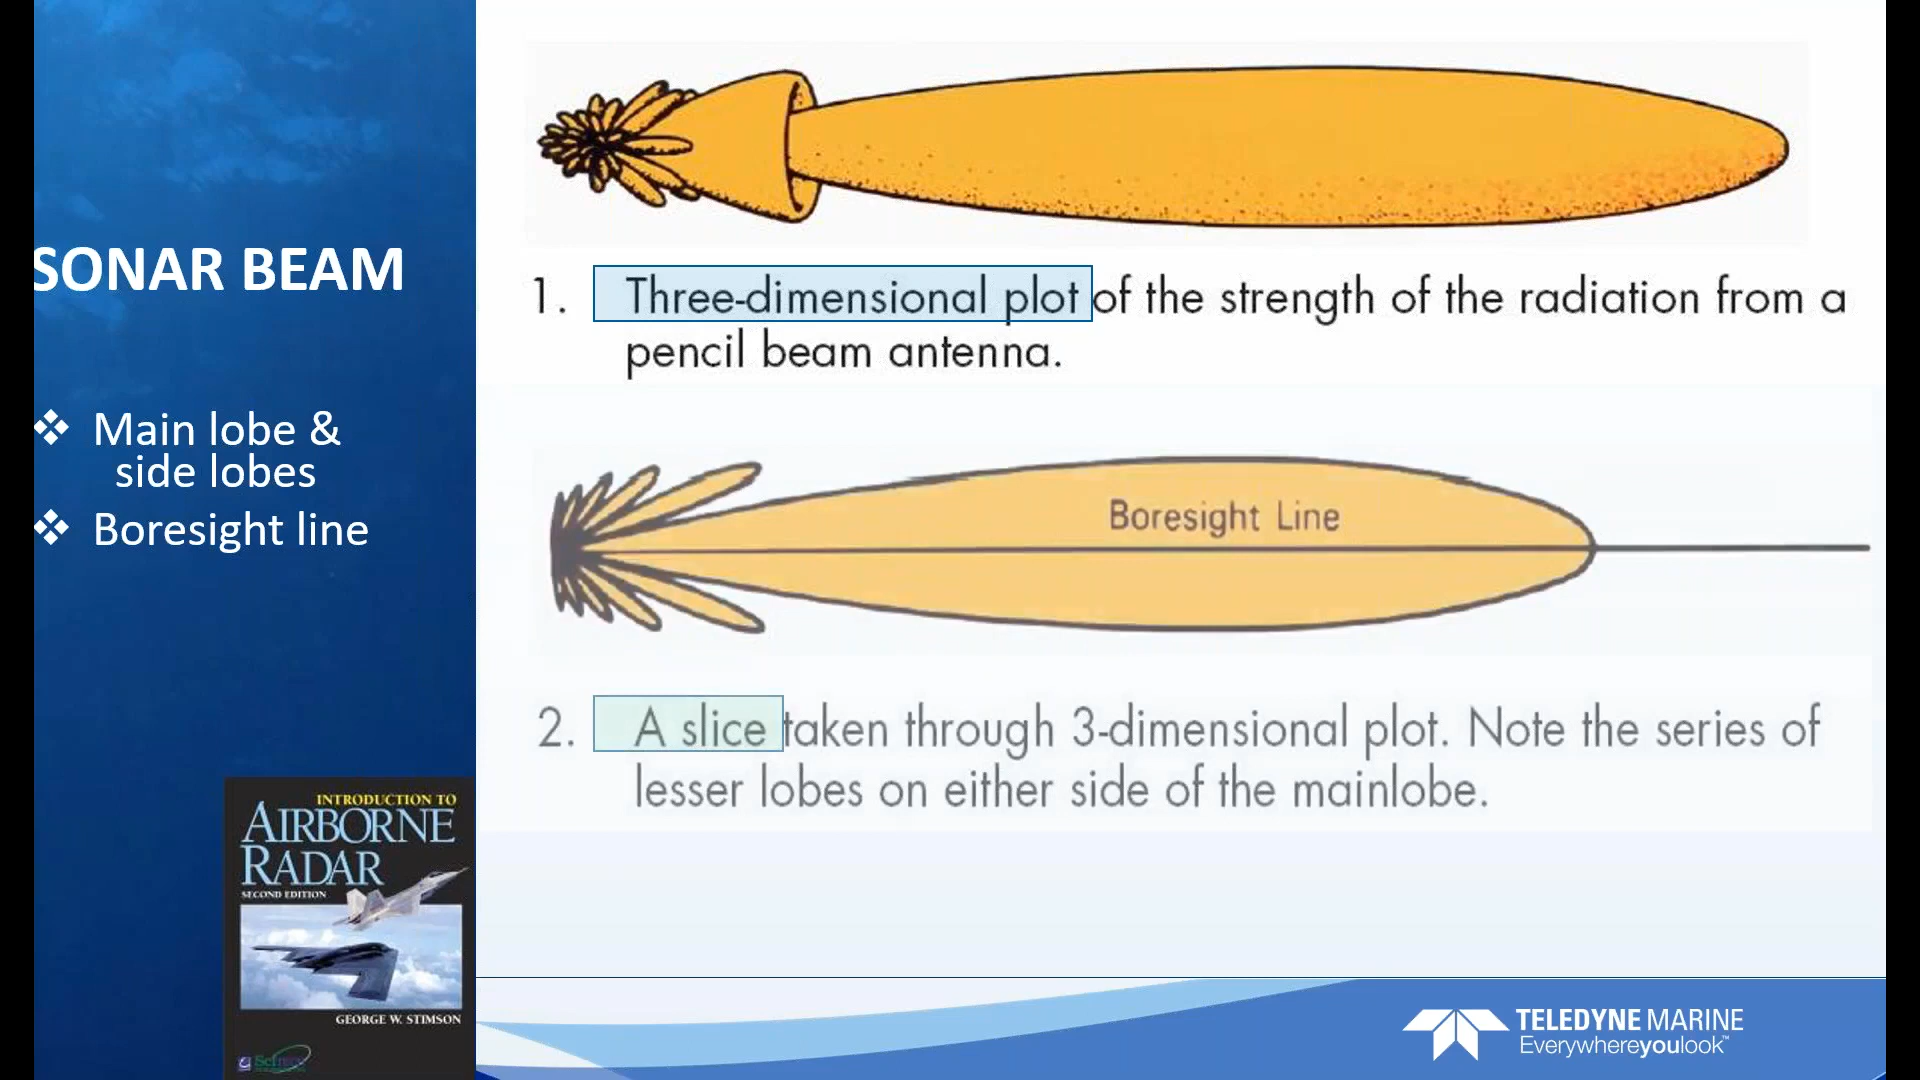 SONAR BEAM
❖ Main lobe &
side lobes
❖ Boresight line
1. Three-dimensional plot of the strength of the radiation from a
pencil beam antenna.
Boresight Line
2. A slice taken through 3-dimensional plot. Note the series of
lesser lobes on either side of the mainlobe.
INTRODUCTION TO
AIRBORNE
RADAR
SECOND EDITION
GEORGE W. STIMSON
TELEDYNE MARINE
Everywhereyoulook™